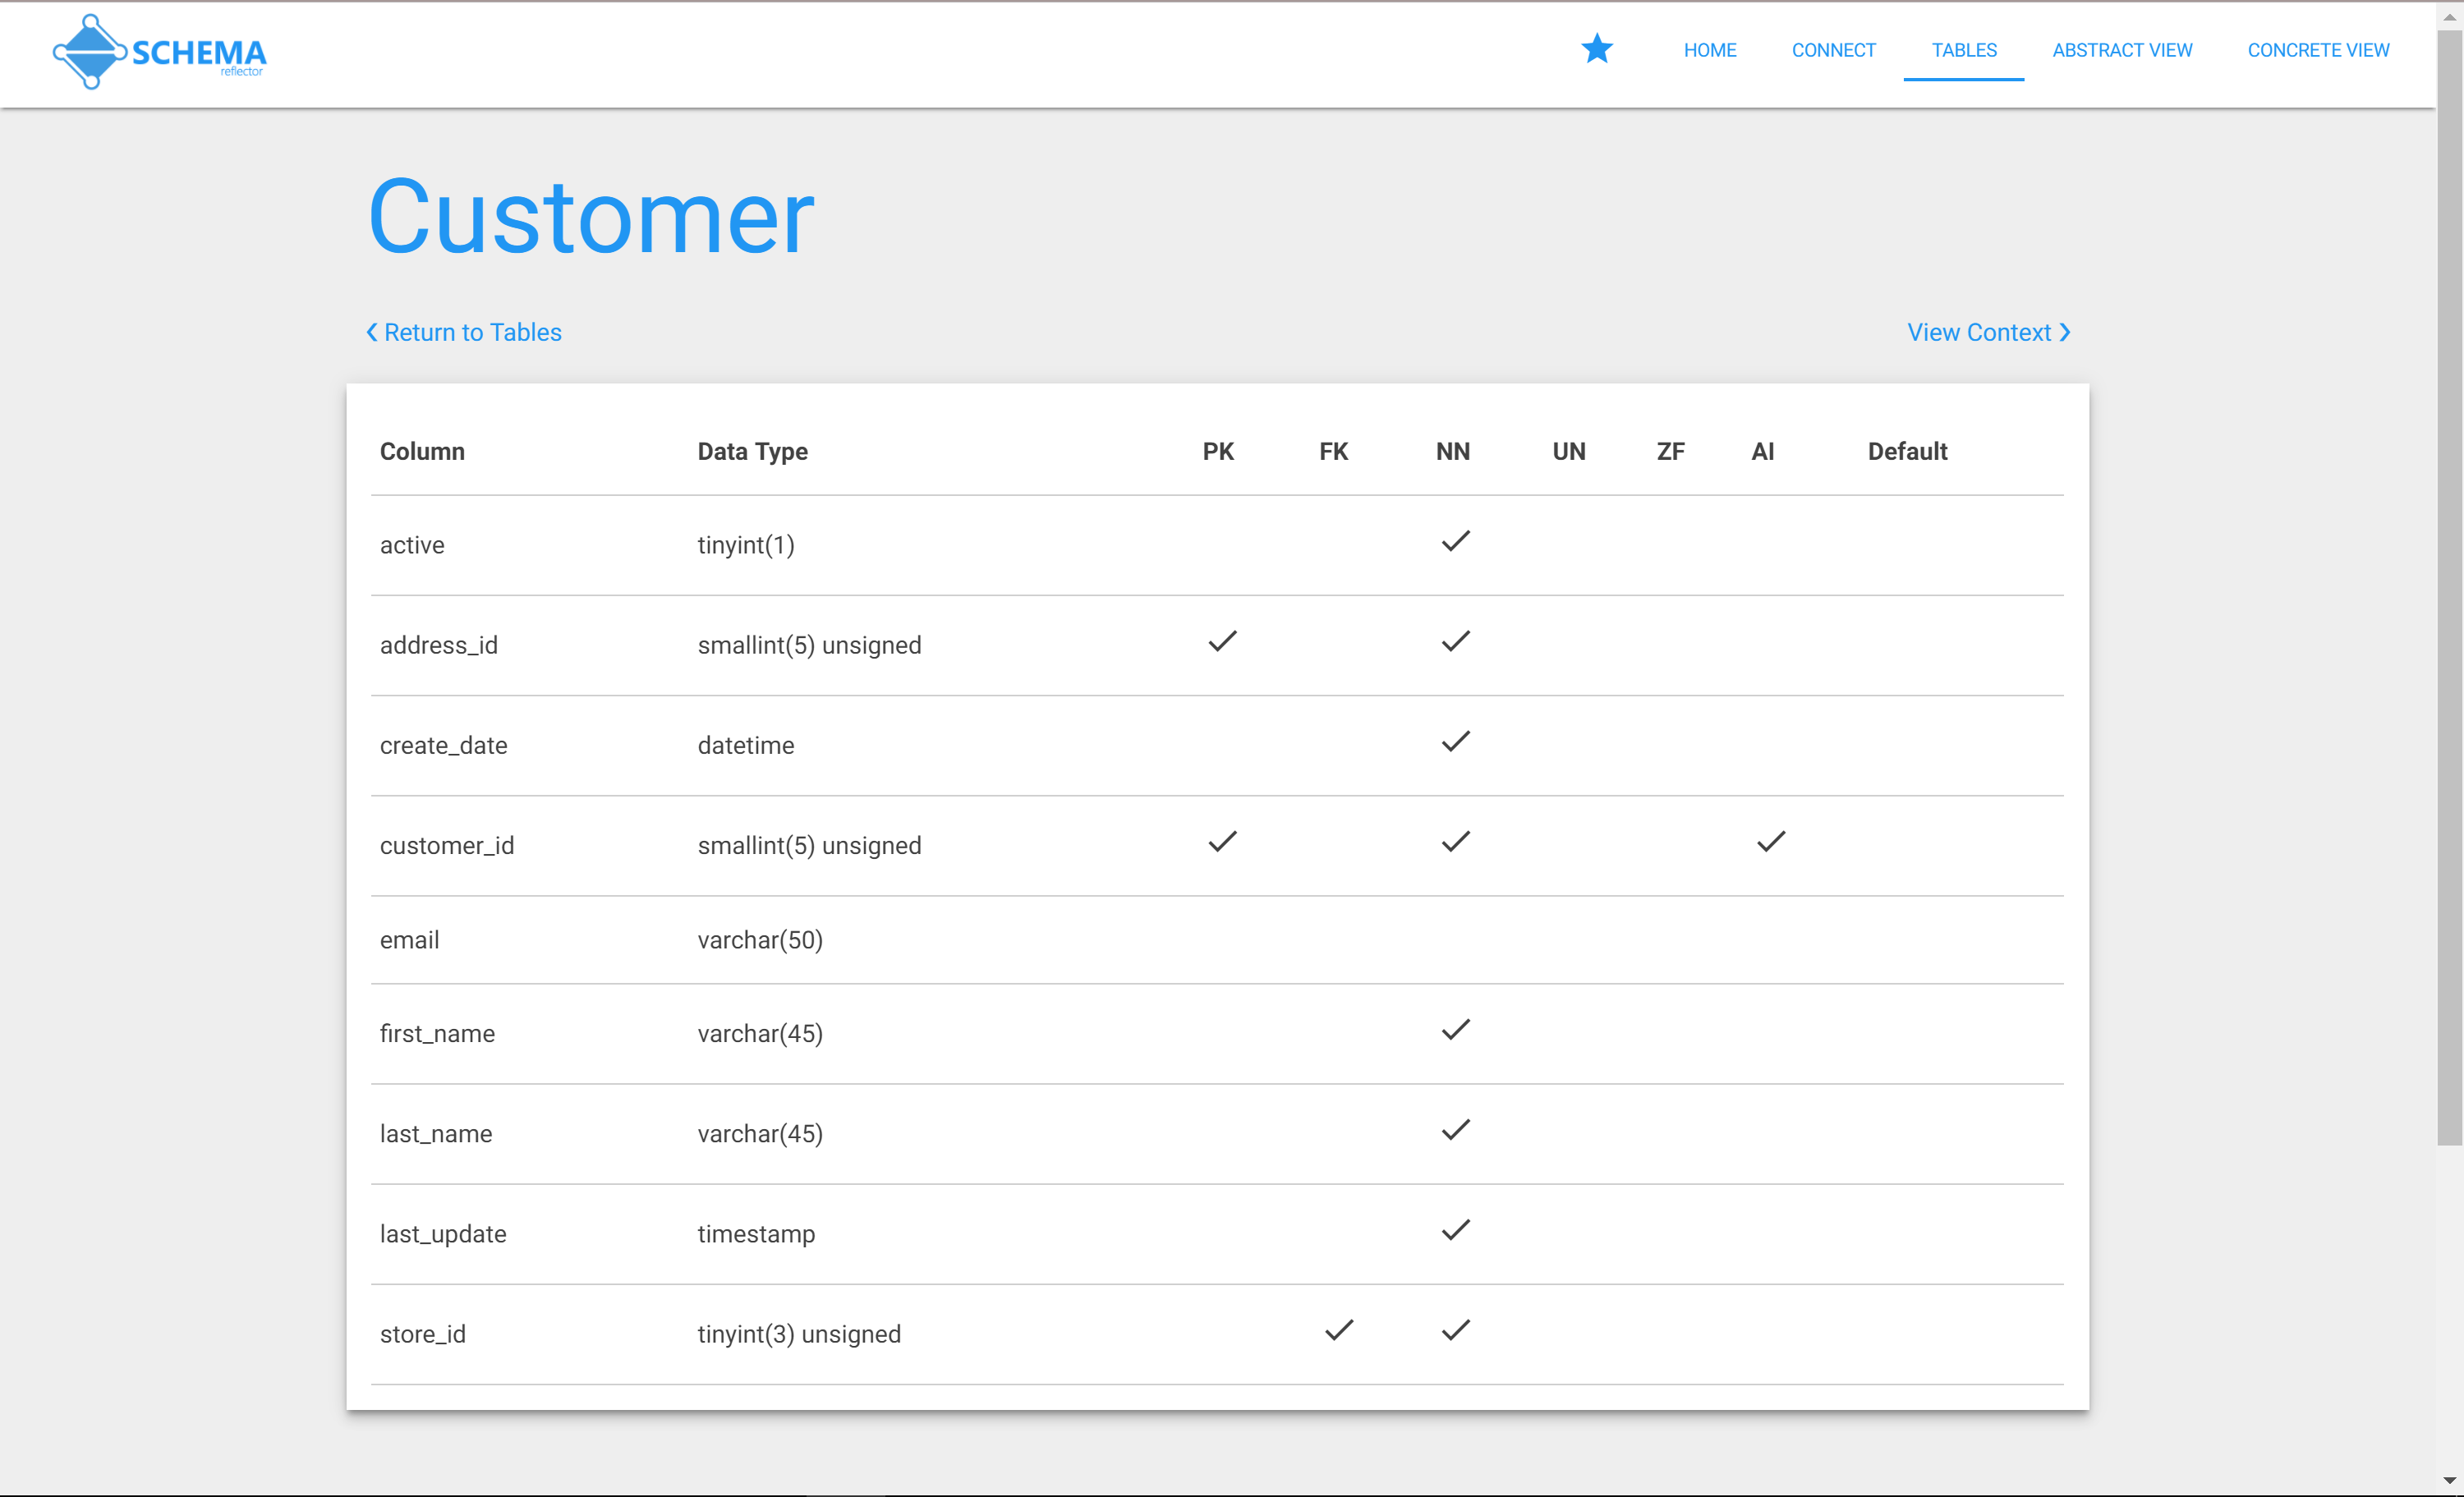 SCHEMA
reflector
HOME CONNECT TABLES ABSTRACT VIEW CONCRETE VIEW
Customer
Return to Tables
View Context
Column Data Type PK FK NN UN ZF AI Default
active tinyint(1)
address_id smallint(5) unsigned
create_date datetime
customer_id smallint(5) unsigned
email varchar(50)
first_name varchar(45)
last_name varchar(45)
last_update timestamp
store_id tinyint(3) unsigned